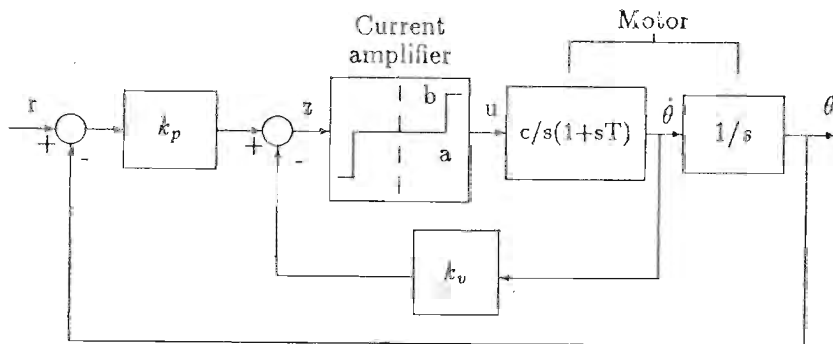 Motor
Current
amplifier
r
+
-
k_p
z
+
-
b
a
u
c/s(1+sT)
θ̇
1/s
θ
k_v